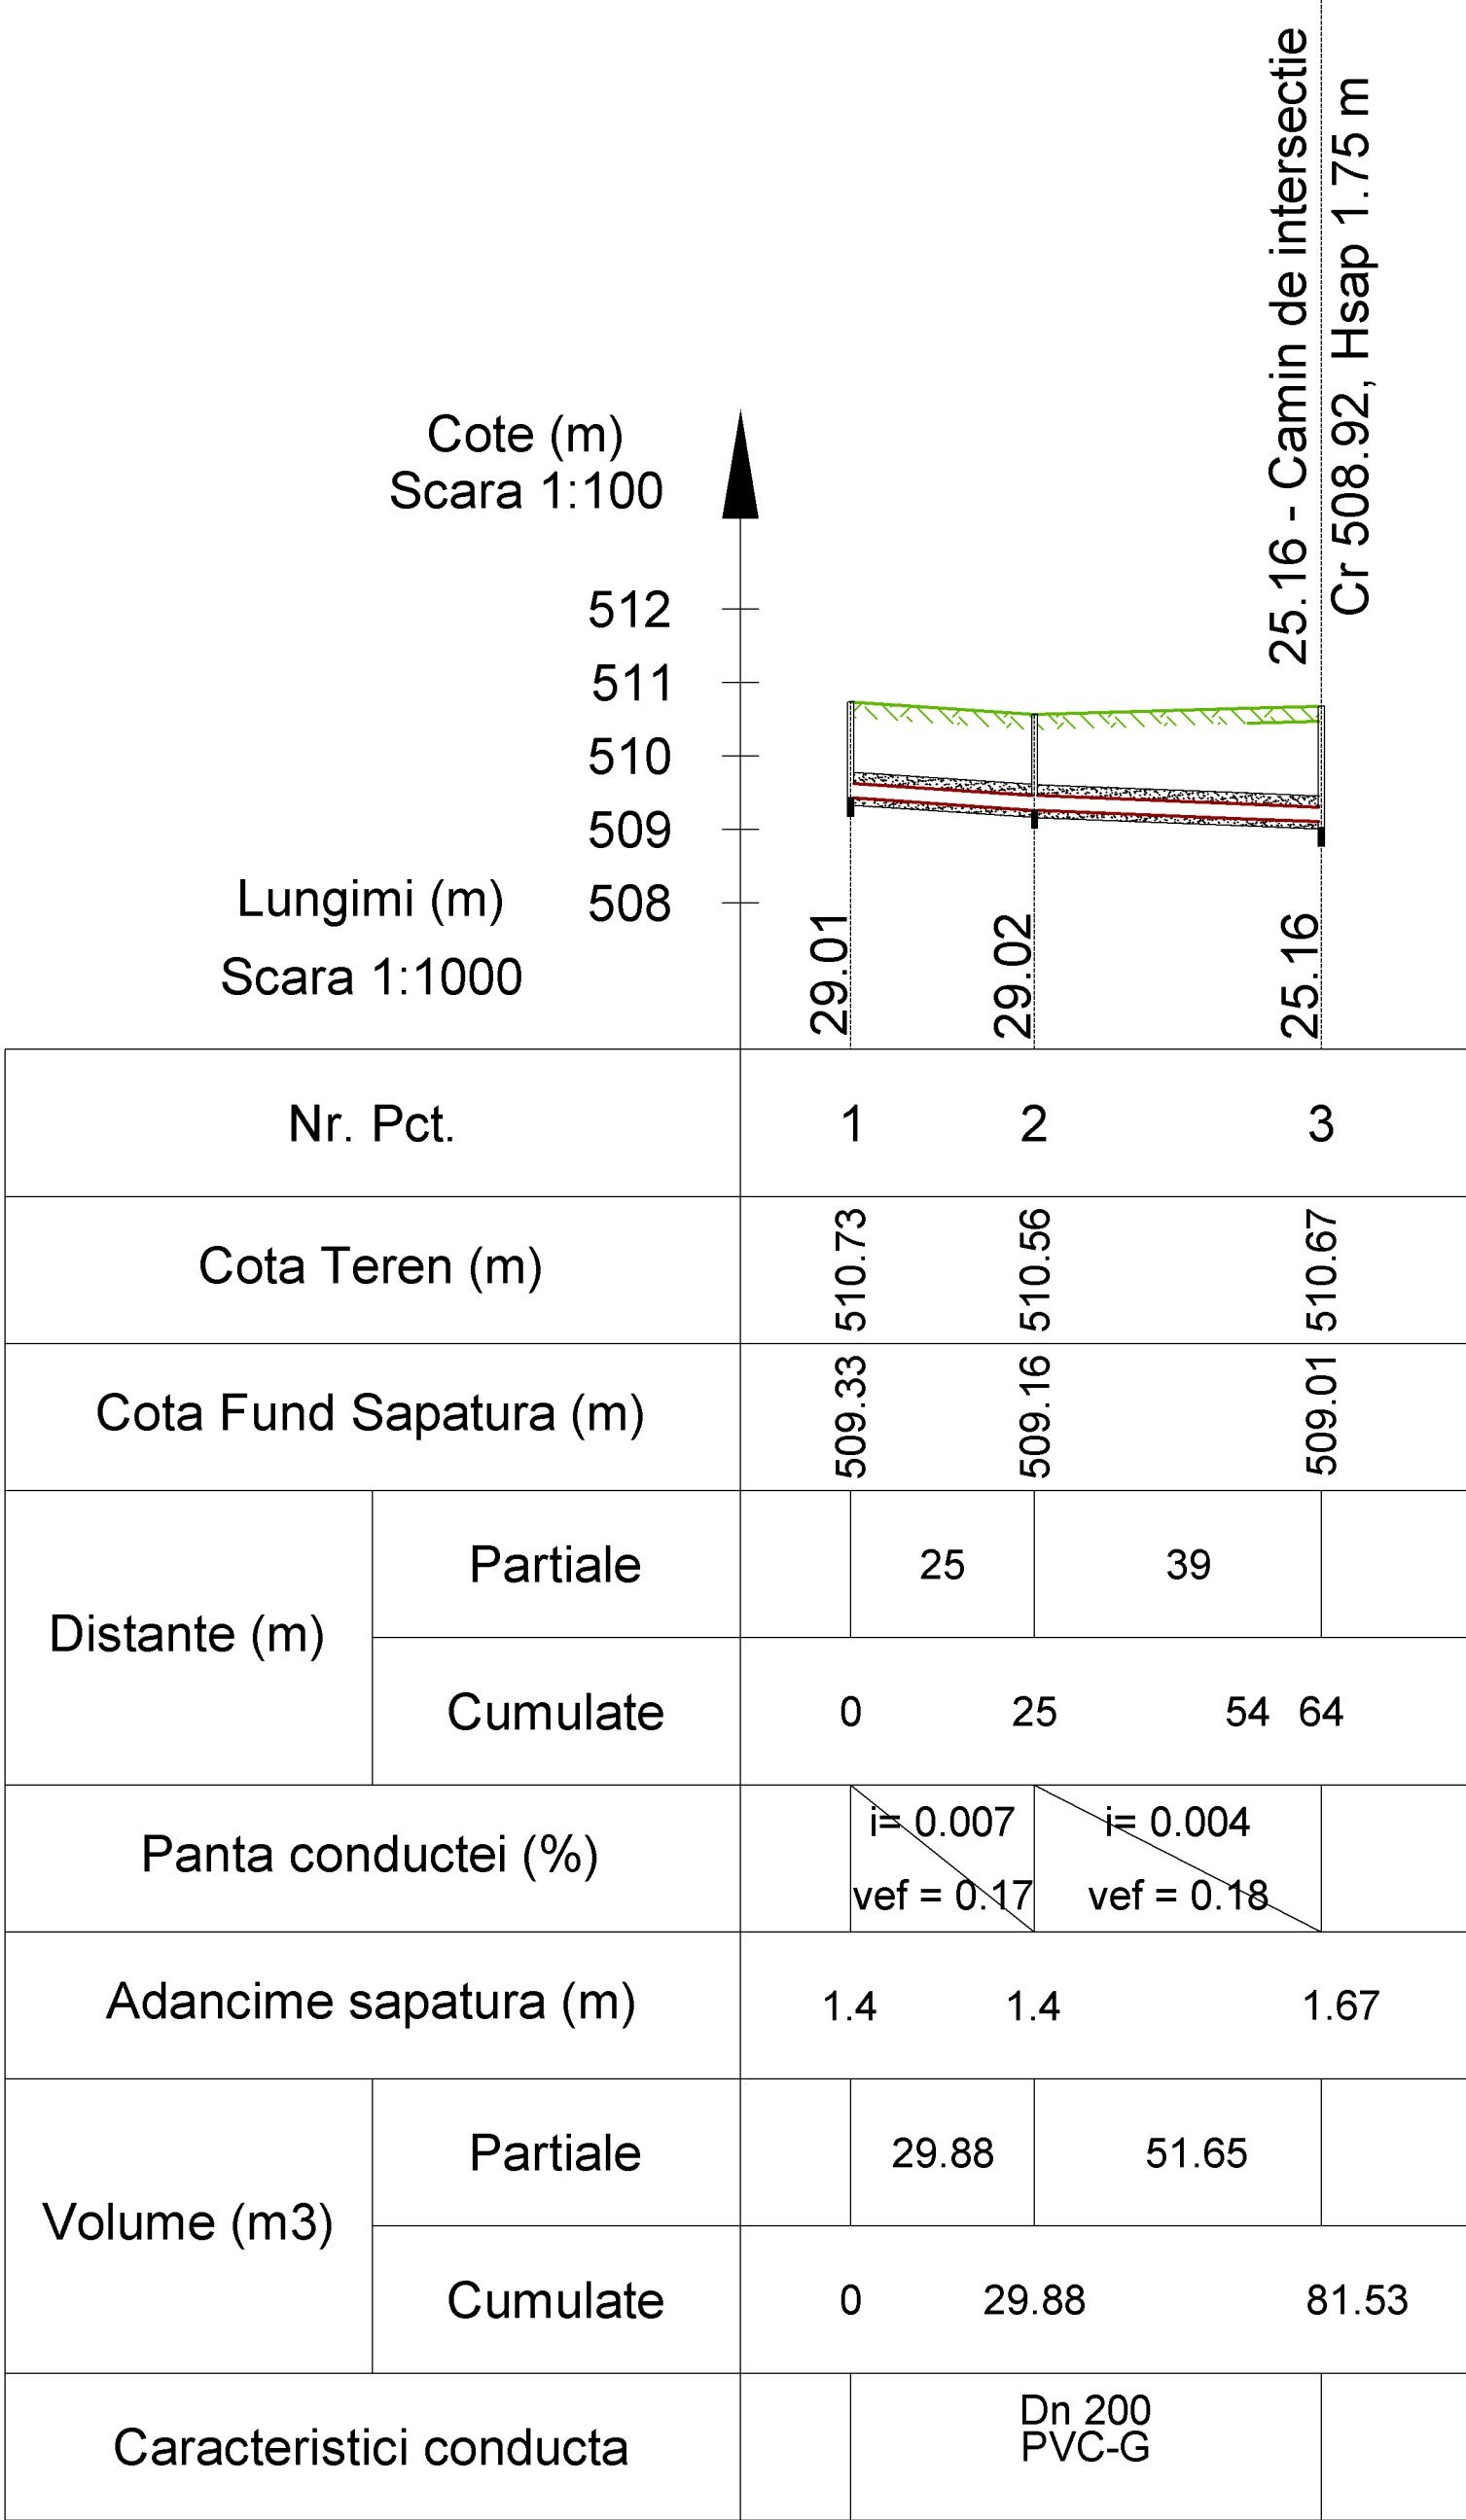 25.16 - Camin de intersectie
Cr 508.92, Hsap 1.75 m
Cote (m)
Scara 1:100
512
511
510
509
508
Lungimi (m)
Scara 1:1000
29.01
29.02
25.16
Nr. Pct.
1 2 3
Cota Teren (m)
510.73 510.56 510.67
Cota Fund Sapatura (m)
509.33 509.16 509.01
Distante (m)
Partiale
25 39
Cumulate
0 25 54 64
Panta conductei (%)
i= 0.007 i= 0.004
vef = 0.17 vef = 0.18
Adancime sapatura (m)
1.4 1.4 1.67
Volume (m3)
Partiale
29.88 51.65
Cumulate
0 29.88 81.53
Caracteristici conducta
Dn 200
PVC-G